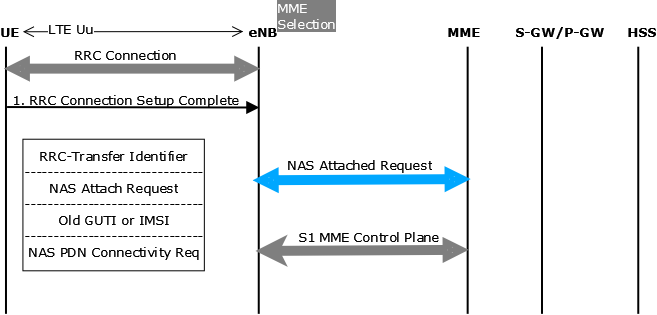 MME
Selection
UE
LTE Uu
eNB
MME
S-GW/P-GW
HSS
RRC Connection
1. RRC Connection Setup Complete
RRC-Transfer Identifier
NAS Attach Request
Old GUTI or IMSI
NAS PDN Connectivity Req
NAS Attached Request
S1 MME Control Plane